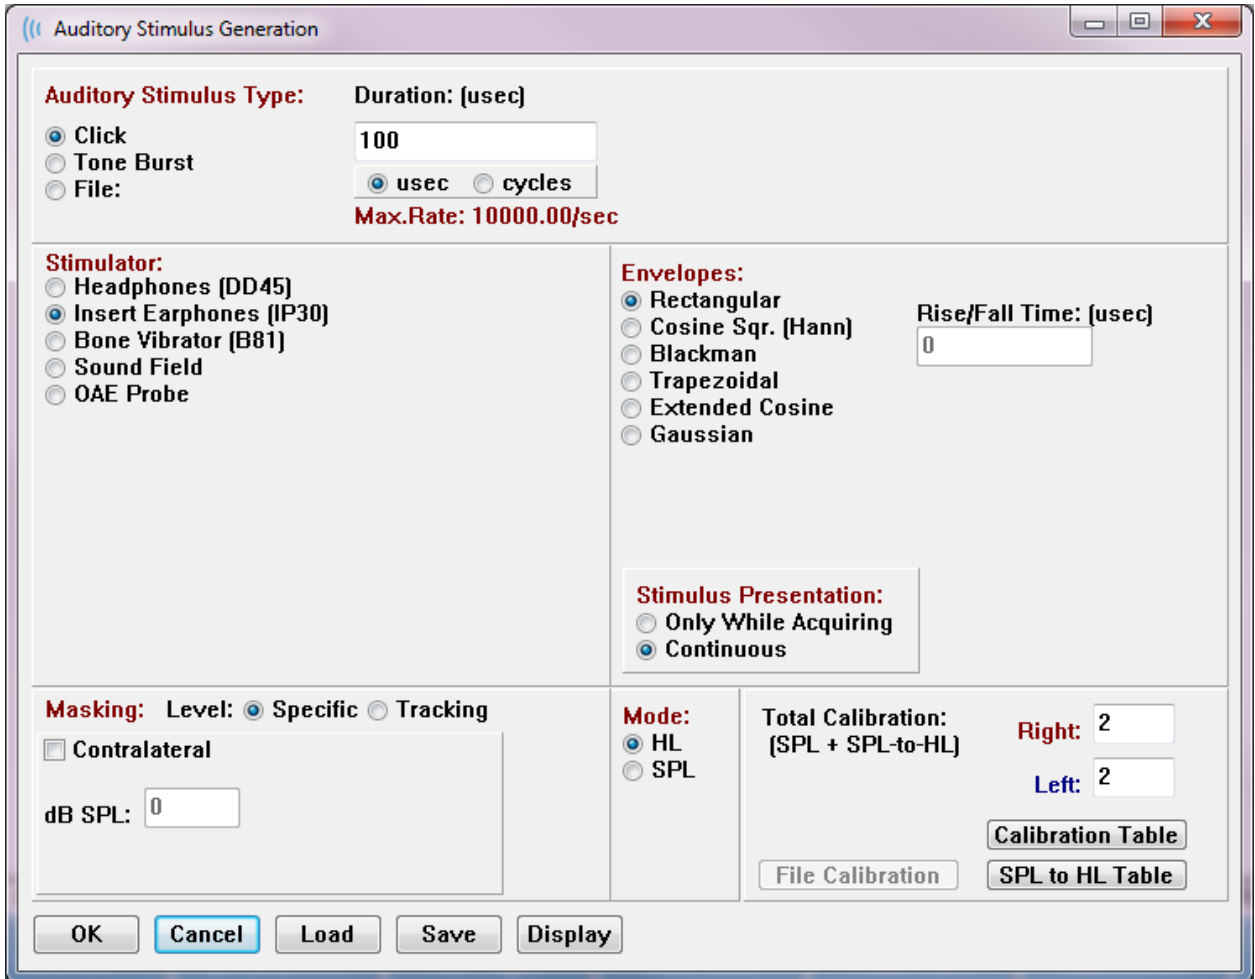 Auditory Stimulus Generation
Auditory Stimulus Type:
Click
Tone Burst
File:
Duration: (usec)
100
usec cycles
Max.Rate: 10000.00/sec
Stimulator:
Headphones (DD45)
Insert Earphones (IP30)
Bone Vibrator (B81)
Sound Field
OAE Probe
Envelopes:
Rectangular
Cosine Sqr. (Hann)
Blackman
Trapezoidal
Extended Cosine
Gaussian
Rise/Fall Time: (usec)
0
Stimulus Presentation:
Only While Acquiring
Continuous
Masking: Level: Specific Tracking
Contralateral
dB SPL: 0
Mode:
HL
SPL
Total Calibration:
(SPL + SPL-to-HL)
Right: 2
Left: 2
Calibration Table
File Calibration SPL to HL Table
OK Cancel Load Save Display